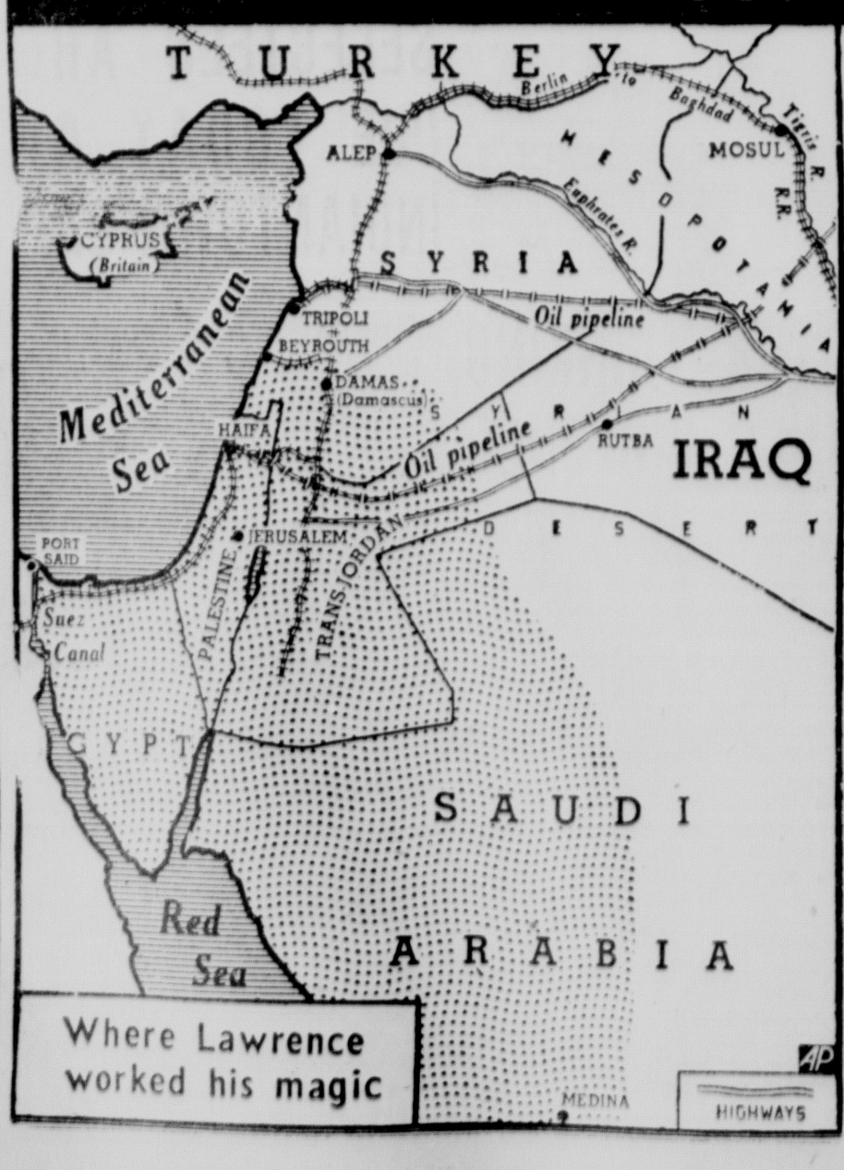 TURKEY
Berlin to Baghdad
Tigris R.
R.R.
ALEP
MOSUL
MESOPOTAMIA
Euphrates R.
CYPRUS
(Britain)
SYRIA
Mediterranean
Sea
TRIPOLI
Oil pipeline
BEYROUTH
DAMAS
(Damascus)
SYRIAN
HAIFA
Oil pipeline
RUTBA
IRAQ
DESERT
PORT
SAID
JERUSALEM
PALESTINE
TRANS-JORDAN
Suez
Canal
GYPT
SAUDI
ARABIA
Red
Sea
Where Lawrence
worked his magic
AP
MEDINA
HIGHWAYS